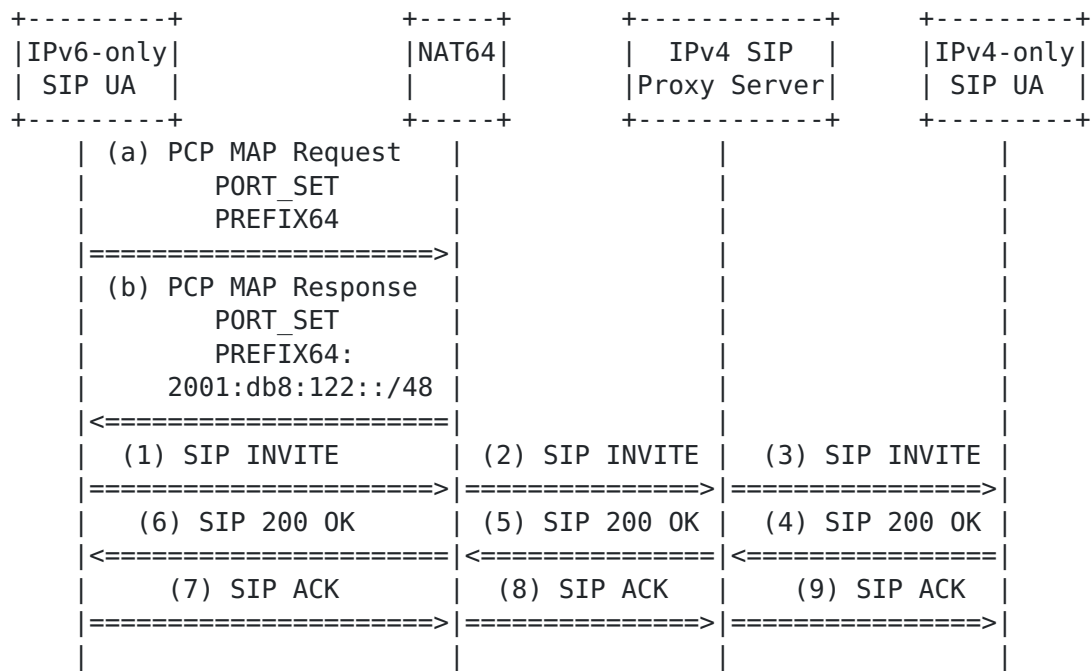 +---------+ +-----+ +------------+ +---------+
|IPv6-only| |NAT64| | IPv4 SIP | |IPv4-only|
| SIP UA | | | |Proxy Server| | SIP UA |
+---------+ +-----+ +------------+ +---------+
| (a) PCP MAP Request | | |
| PORT_SET | | |
| PREFIX64 | | |
|======================>| | |
| (b) PCP MAP Response | | |
| PORT_SET | | |
| PREFIX64: | | |
| 2001:db8:122::/48 | | |
|<======================| | |
| (1) SIP INVITE | (2) SIP INVITE | (3) SIP INVITE |
|======================>|===============>|================>|
| (6) SIP 200 OK | (5) SIP 200 OK | (4) SIP 200 OK |
|<======================|<===============|<================|
| (7) SIP ACK | (8) SIP ACK | (9) SIP ACK |
|======================>|===============>|================>|
| | | |